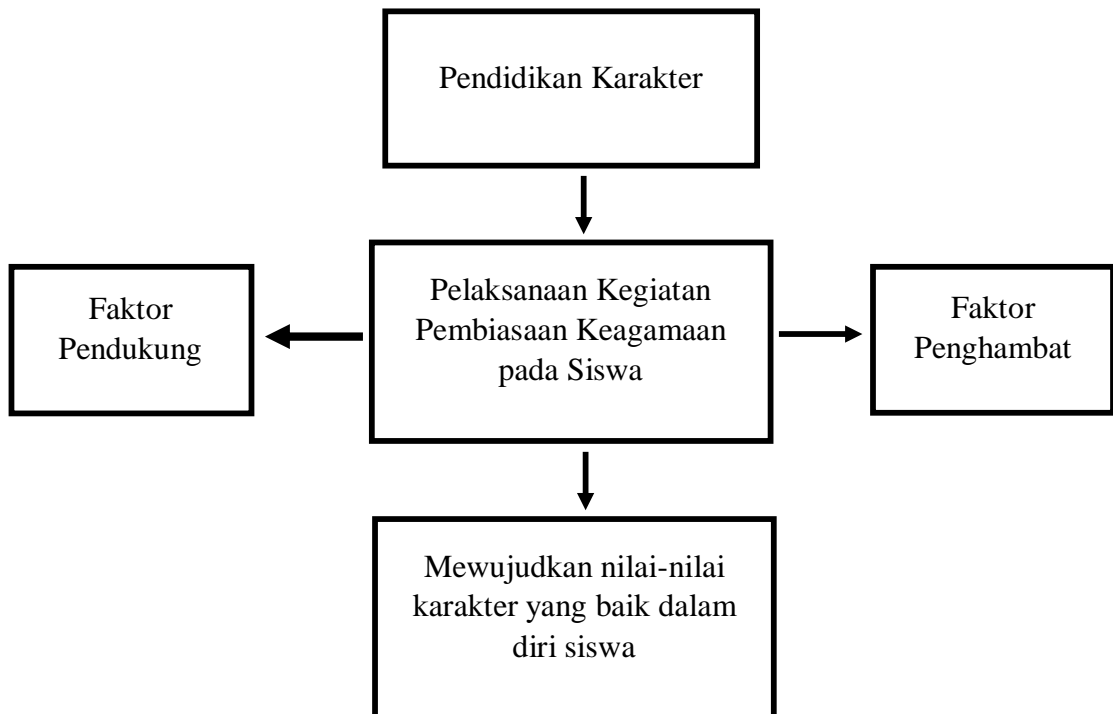 Pendidikan Karakter
Faktor
Pendukung
Pelaksanaan Kegiatan
Pembiasaan Keagamaan
pada Siswa
Faktor
Penghambat
Mewujudkan nilai-nilai
karakter yang baik dalam
diri siswa